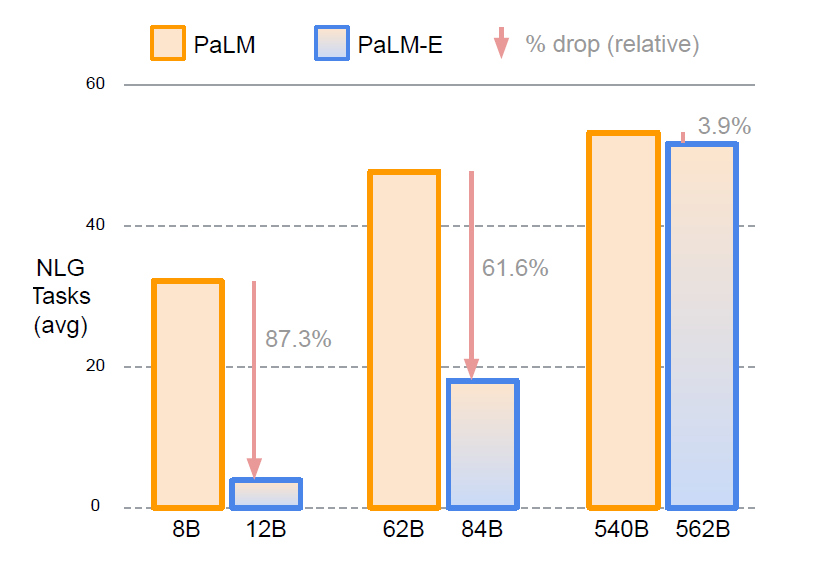 PaLM
PaLM-E
% drop (relative)
60
40
20
0
NLG
Tasks
(avg)
87.3%
61.6%
3.9%
8B
12B
62B
84B
540B
562B